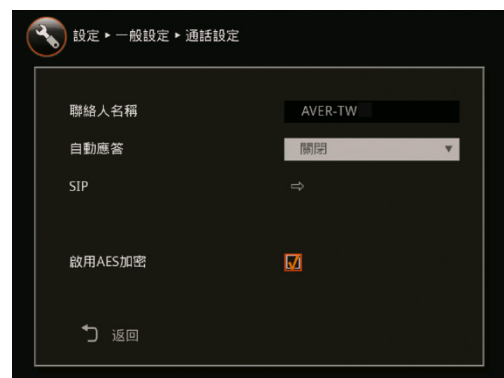 設定 ▸ 一般設定 ▸ 通話設定
聯絡人名稱 AVER-TW
自動應答 關閉
SIP
啟用AES加密
返回